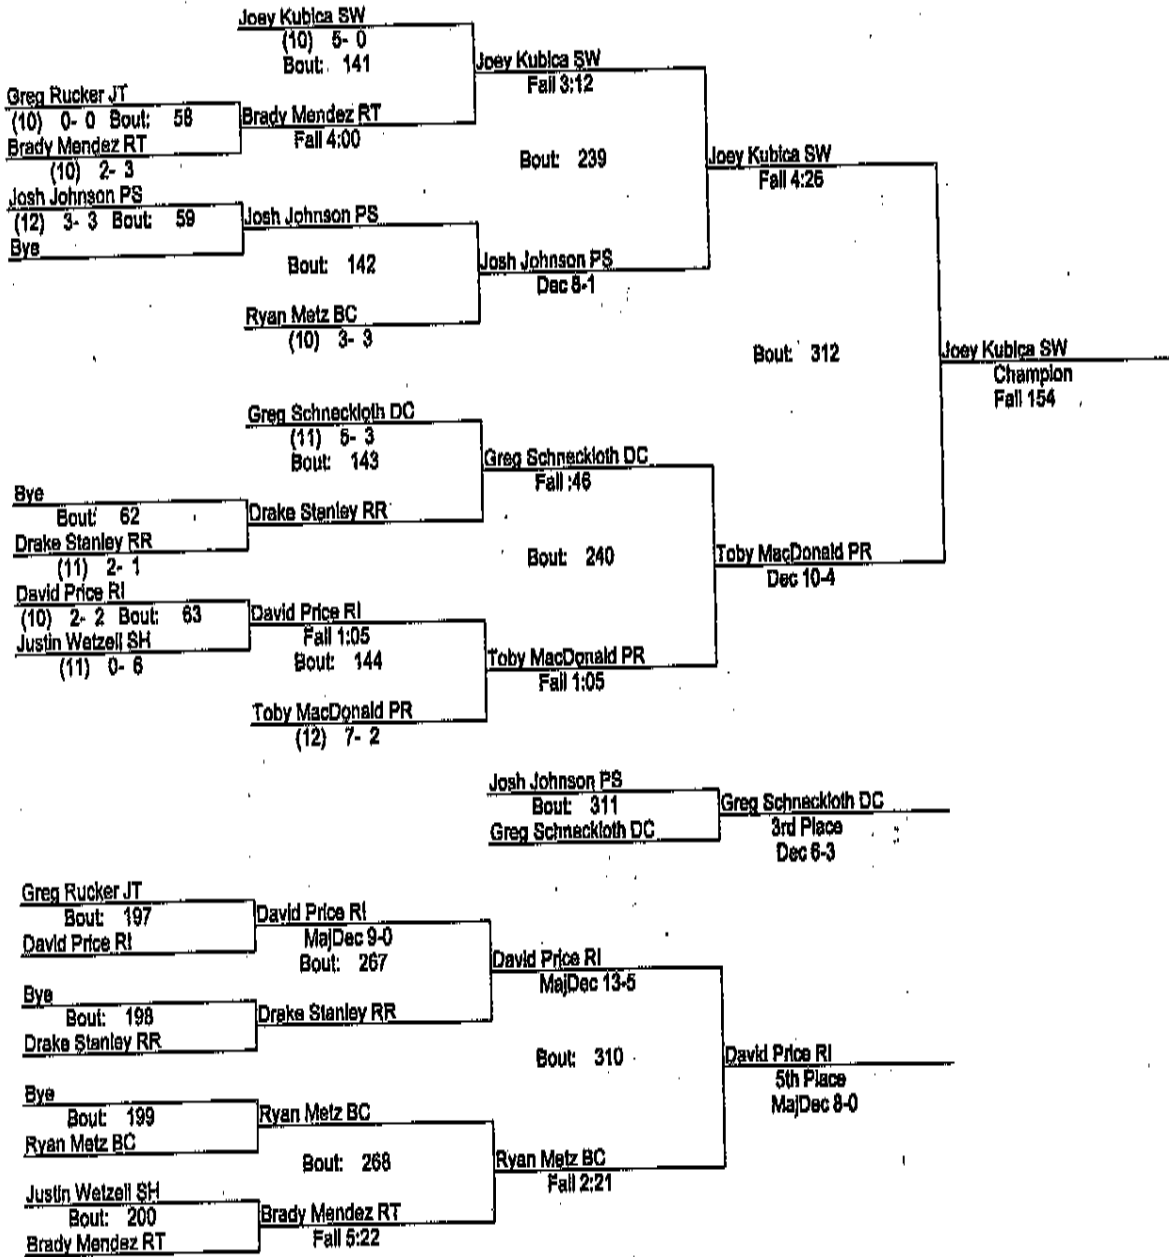 Joey Kubica SW
(10) 5- 0
Bout: 141
Joey Kubica SW
Fall 3:12
Greg Rucker JT
(10) 0- 0 Bout: 58
Brady Mendez RT
Fall 4:00
Brady Mendez RT
(10) 2- 3
Bout: 239
Joey Kubica SW
Fall 4:26
Josh Johnson PS
(12) 3- 3 Bout: 59
Josh Johnson PS
Bye
Bout: 142
Josh Johnson PS
Dec 8-1
Ryan Metz BC
(10) 3- 3
Bout: 312
Joey Kubica SW
Champion
Fall 154
Greg Schneckloth DC
(11) 5- 3
Bout: 143
Greg Schneckloth DC
Fall :46
Bye
Bout: 62
Drake Stanley RR
Drake Stanley RR
(11) 2- 1
Bout: 240
Toby MacDonald PR
Dec 10-4
David Price RI
(10) 2- 2 Bout: 63
David Price RI
Fall 1:05
Justin Wetzell SH
(11) 0- 6
Bout: 144
Toby MacDonald PR
Fall 1:05
Toby MacDonald PR
(12) 7- 2
Josh Johnson PS
Bout: 311
Greg Schneckloth DC
Greg Schneckloth DC
3rd Place
Dec 6-3
Greg Rucker JT
Bout: 197
David Price RI
David Price RI
MajDec 9-0
Bout: 267
David Price RI
MajDec 13-5
Bye
Bout: 198
Drake Stanley RR
Drake Stanley RR
Bout: 310
David Price RI
5th Place
MajDec 8-0
Bye
Bout: 199
Ryan Metz BC
Ryan Metz BC
Bout: 268
Ryan Metz BC
Fall 2:21
Justin Wetzell SH
Bout: 200
Brady Mendez RT
Brady Mendez RT
Fall 5:22